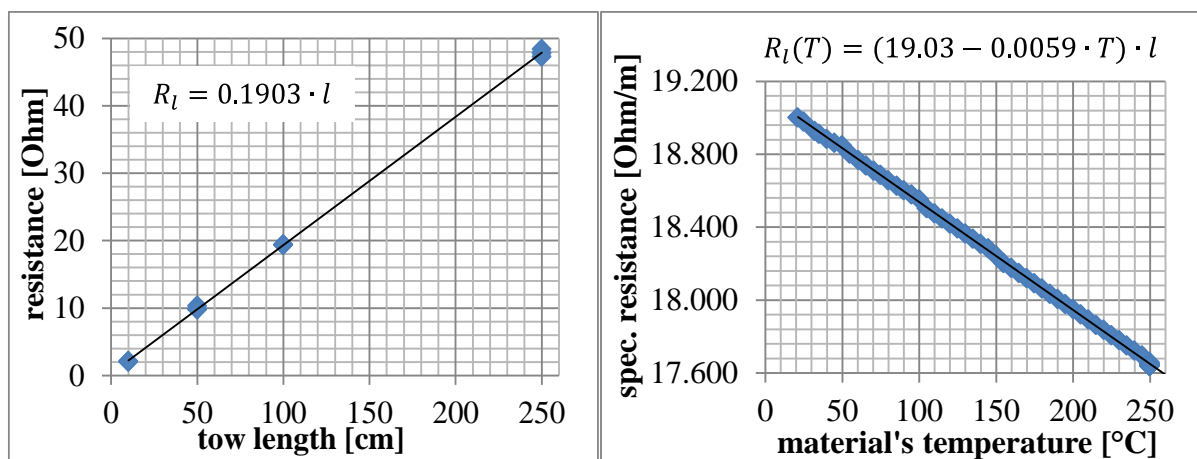 50
40
30
20
10
0
resistance [Ohm]
R_l = 0.1903 · l
0 50 100 150 200 250
tow length [cm]
R_l(T) = (19.03 − 0.0059 · T) · l
19.200
18.800
18.400
18.000
17.600
spec. resistance [Ohm/m]
0 50 100 150 200 250
material's temperature [°C]